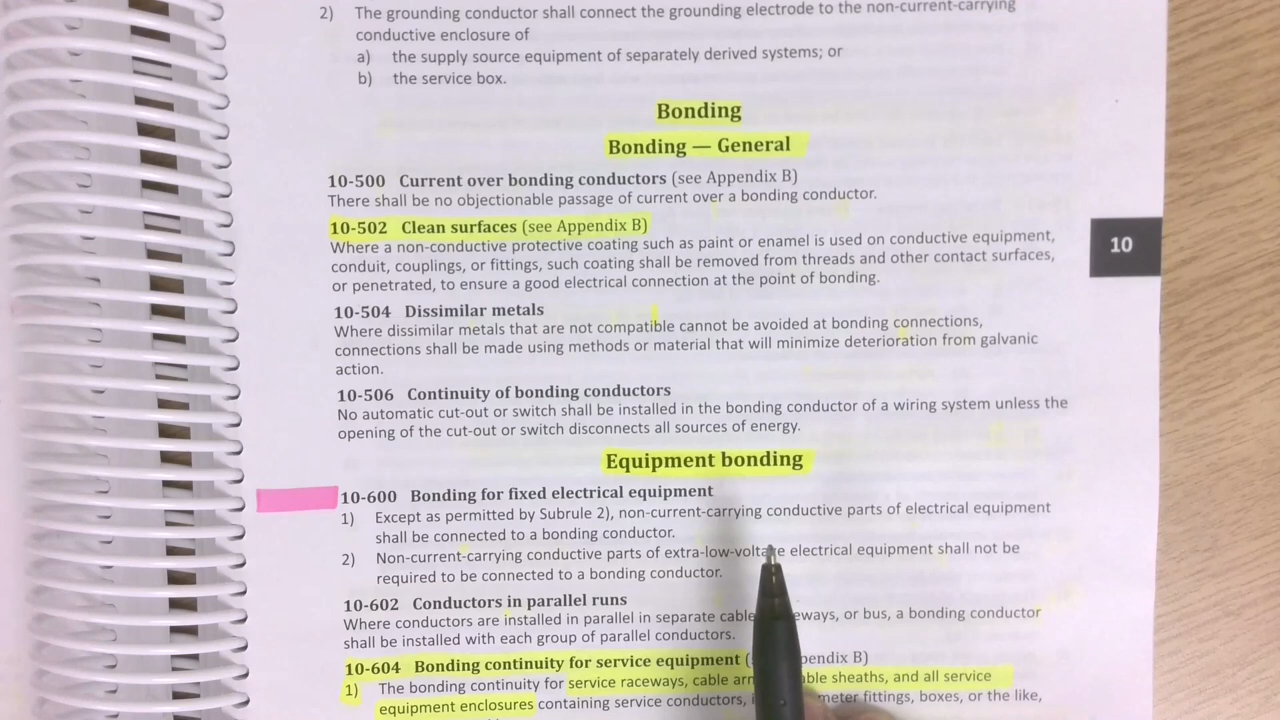 2) The grounding conductor shall connect the grounding electrode to the non-current-carrying
conductive enclosure of
a) the supply source equipment of separately derived systems; or
b) the service box.
Bonding
Bonding — General
10-500 Current over bonding conductors (see Appendix B)
There shall be no objectionable passage of current over a bonding conductor.
10-502 Clean surfaces (see Appendix B)
Where a non-conductive protective coating such as paint or enamel is used on conductive equipment,
conduit, couplings, or fittings, such coating shall be removed from threads and other contact surfaces,
or penetrated, to ensure a good electrical connection at the point of bonding.
10
10-504 Dissimilar metals
Where dissimilar metals that are not compatible cannot be avoided at bonding connections,
connections shall be made using methods or material that will minimize deterioration from galvanic
action.
10-506 Continuity of bonding conductors
No automatic cut-out or switch shall be installed in the bonding conductor of a wiring system unless the
opening of the cut-out or switch disconnects all sources of energy.
Equipment bonding
10-600 Bonding for fixed electrical equipment
1) Except as permitted by Subrule 2), non-current-carrying conductive parts of electrical equipment
shall be connected to a bonding conductor.
2) Non-current-carrying conductive parts of extra-low-voltage electrical equipment shall not be
required to be connected to a bonding conductor.
10-602 Conductors in parallel runs
Where conductors are installed in parallel in separate or bus, a bonding conductor
shall be installed with each group of parallel conductors.
10-604 Bonding continuity for service equipment B)
1) The bonding continuity for service raceways, cable sheaths, and all service
equipment enclosures containing service conductors, meter fittings, boxes, or the like,